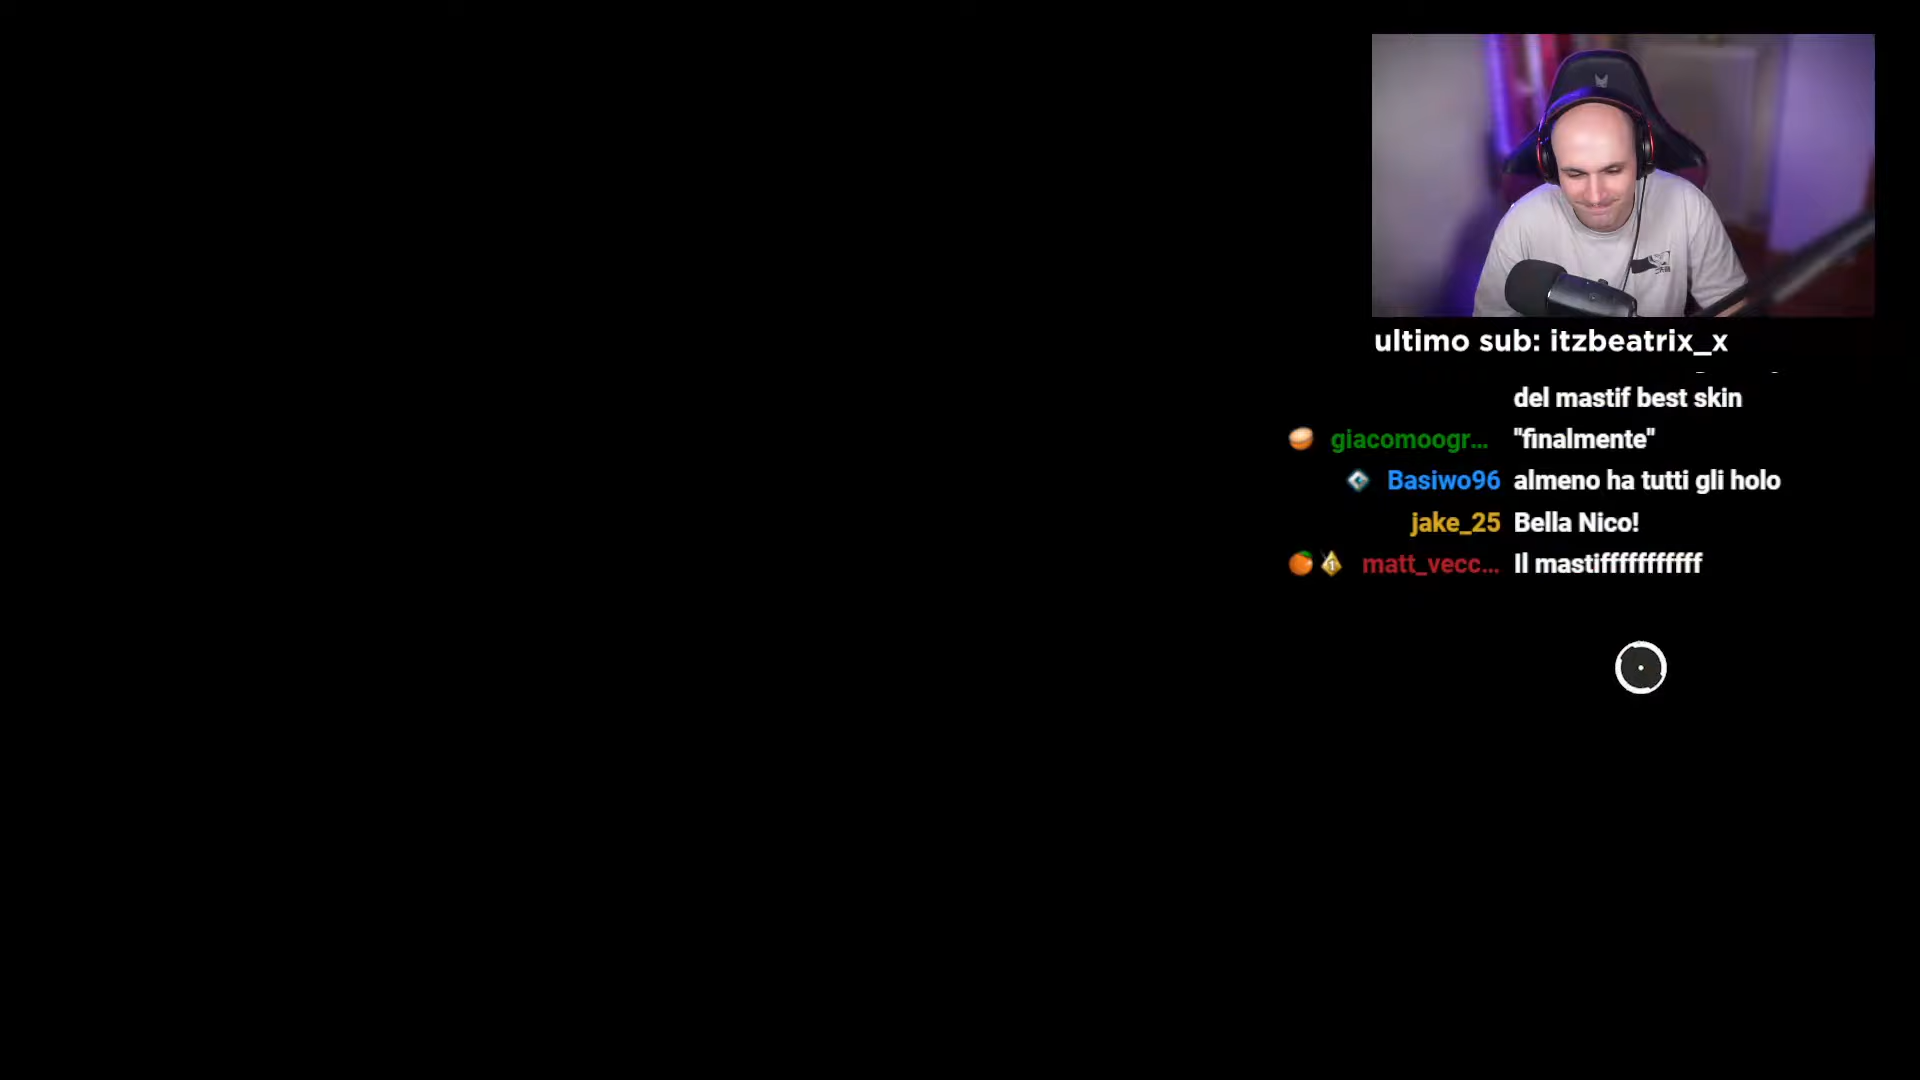 ultimo sub: itzbeatrix_x
del mastif best skin
giacomoogr... "finalmente"
Basiwo96 almeno ha tutti gli holo
jake_25 Bella Nico!
matt_vecc... Il mastifffffffffff